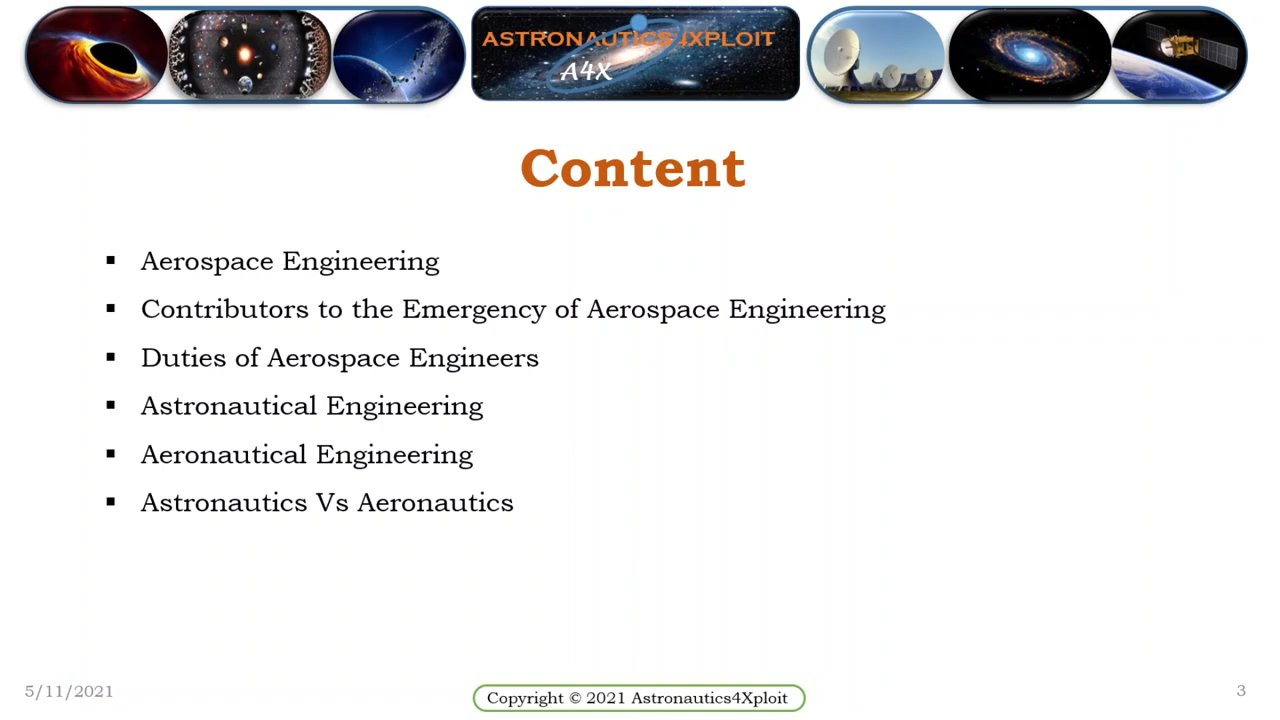 ASTRONAUTICS 4XPLOIT
A4X
Content
▪ Aerospace Engineering
▪ Contributors to the Emergency of Aerospace Engineering
▪ Duties of Aerospace Engineers
▪ Astronautical Engineering
▪ Aeronautical Engineering
▪ Astronautics Vs Aeronautics
5/11/2021
Copyright © 2021 Astronautics4Xploit
3